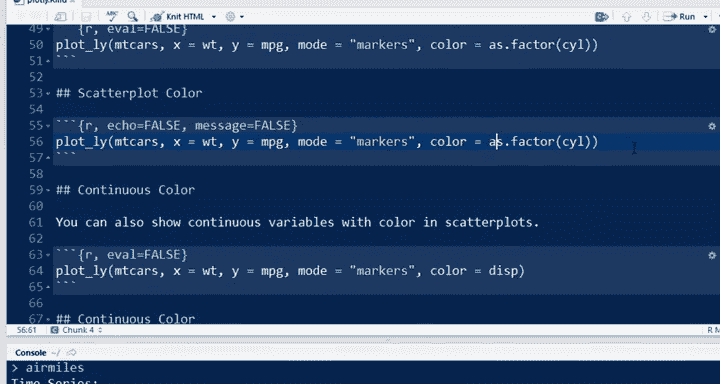 plotly.Rmd
Knit HTML
Run
49 ```{r, eval=FALSE}
50 plot_ly(mtcars, x = wt, y = mpg, mode = "markers", color = as.factor(cyl))
51 ```
52
53 ## Scatterplot Color
54
55 ```{r, echo=FALSE, message=FALSE}
56 plot_ly(mtcars, x = wt, y = mpg, mode = "markers", color = as.factor(cyl))
57 ```
58
59 ## Continuous Color
60
61 You can also show continuous variables with color in scatterplots.
62
63 ```{r, eval=FALSE}
64 plot_ly(mtcars, x = wt, y = mpg, mode = "markers", color = disp)
65 ```
66
67 ## Continuous Color
56:61 Chunk 4 R M
Console ~/
> airmiles
Time Series: